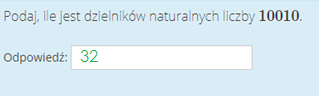 Podaj, ile jest dzielników naturalnych liczby 10010.
Odpowiedź: 32